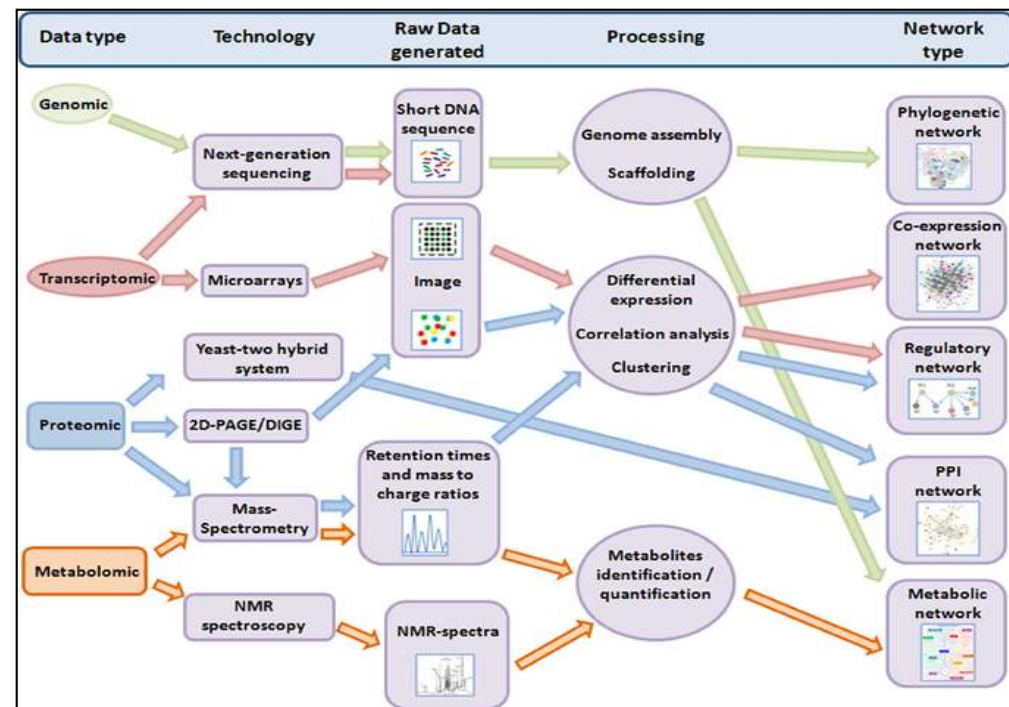 Data type
Technology
Raw Data
generated
Processing
Network
type
Genomic
Next-generation
sequencing
Short DNA
sequence
Genome assembly
Scaffolding
Phylogenetic
network
Transcriptomic
Microarrays
Image
Differential
expression
Correlation analysis
Clustering
Co-expression
network
Regulatory
network
Proteomic
Yeast-two hybrid
system
2D-PAGE/DIGE
Mass-
Spectrometry
Retention times
and mass to
charge ratios
PPI
network
Metabolomic
NMR
spectroscopy
NMR-spectra
Metabolites
identification /
quantification
Metabolic
network